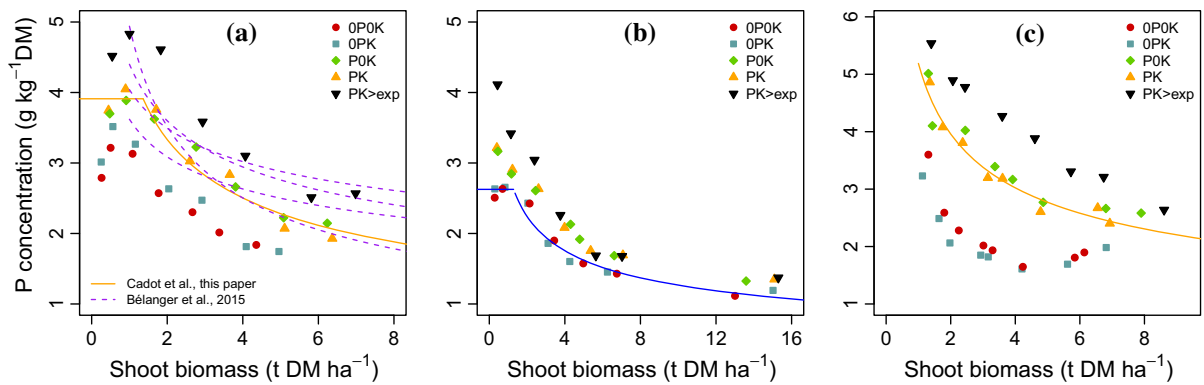 P concentration (g kg⁻¹DM)
5
4
3
2
1
(a)
0P0K
0PK
P0K
PK
PK>exp
Cadot et al., this paper
Bélanger et al., 2015
0 2 4 6 8
Shoot biomass (t DM ha⁻¹)
5
4
3
2
1
(b)
0P0K
0PK
P0K
PK
PK>exp
0 4 8 12 16
Shoot biomass (t DM ha⁻¹)
6
5
4
3
2
1
(c)
0P0K
0PK
P0K
PK
PK>exp
0 2 4 6 8
Shoot biomass (t DM ha⁻¹)